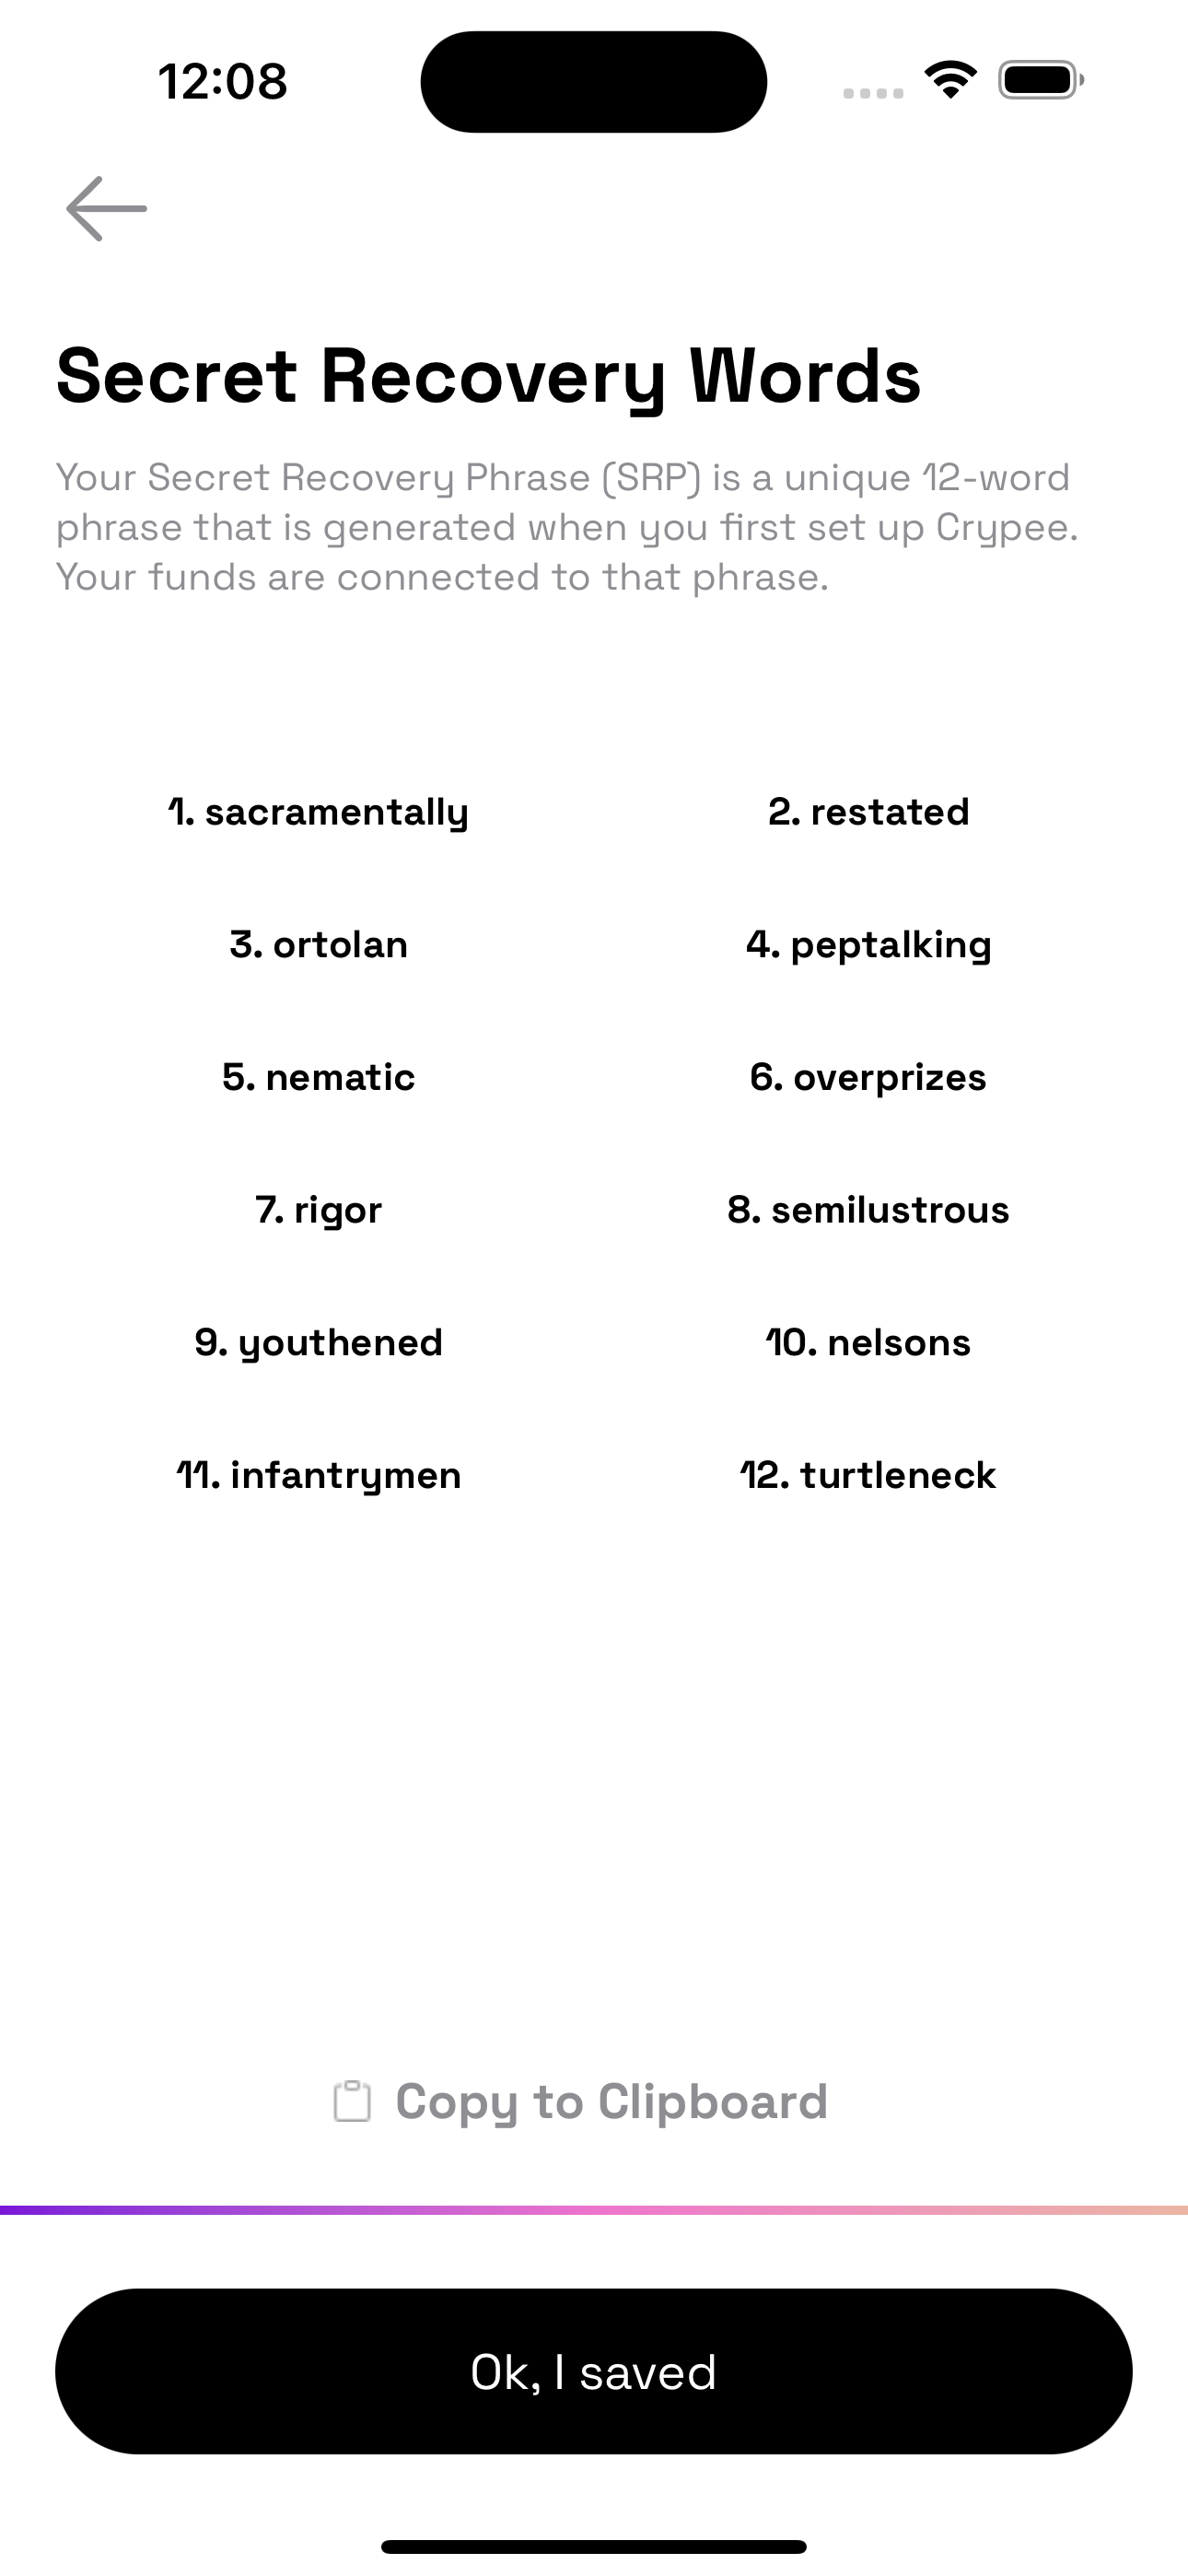 12:08
Secret Recovery Words
Your Secret Recovery Phrase (SRP) is a unique 12-word
phrase that is generated when you first set up Crypee.
Your funds are connected to that phrase.
1. sacramentally
2. restated
3. ortolan
4. peptalking
5. nematic
6. overprizes
7. rigor
8. semilustrous
9. youthened
10. nelsons
11. infantrymen
12. turtleneck
Copy to Clipboard
Ok, I saved